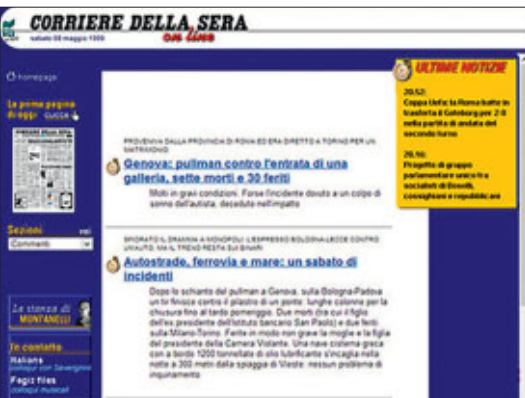 CORRIERE DELLA SERA
on line
sabato 08 maggio 1999
ULTIME NOTIZIE
20.52:
Coppa Uefa: la Roma batte in
trasferta il Goteborg per 2-0
nella partita di andata del
secondo turno
20.16:
Progetto di gruppo
parlamentare unico tra
socialisti di Boselli,
cossighiani e repubblicani
homepage
La prima pagina
di oggi CLICCA
Sezioni vai
Commenti
La stanza di
MONTANELLI
In contatto
Italians
colloqui con Severgnini
Fegiz files
colloqui musicali
PROVENIVA DALLA PROVINCIA DI ROMA ED ERA DIRETTO A TORINO PER UN
MATRIMONIO
Genova: pullman contro l'entrata di una
galleria, sette morti e 30 feriti
Molti in gravi condizioni. Forse l'incidente dovuto a un colpo di
sonno dell'autista, deceduto nell'impatto
SFIORATO IL DRAMMA A MONOPOLI: L'ESPRESSO BOLOGNA-LECCE CONTRO
UN'AUTO, MA IL TREND RESTA SUI BINARI
Autostrade, ferrovia e mare: un sabato di
incidenti
Dopo lo schianto del pullman a Genova, sulla Bologna-Padova
un tir finisce contro il pilastro di un ponte: lunghe colonne per la
chiusura fino al tardo pomeriggo. Due morti (tra cui il figlio
dell'ex presidente dell'Istituto bancario San Paolo) e due feriti
sulla Milano-Torino. Ferite in modo non grave la moglie e la figlia
del presidente della Camera Violante. Una nave cisterna greca
con a bordo 1200 tonnellate di olio lubrificante s'incaglia nella
notte a 300 metri dalla spiaggia di Vieste: nessun problema di
inquinamento